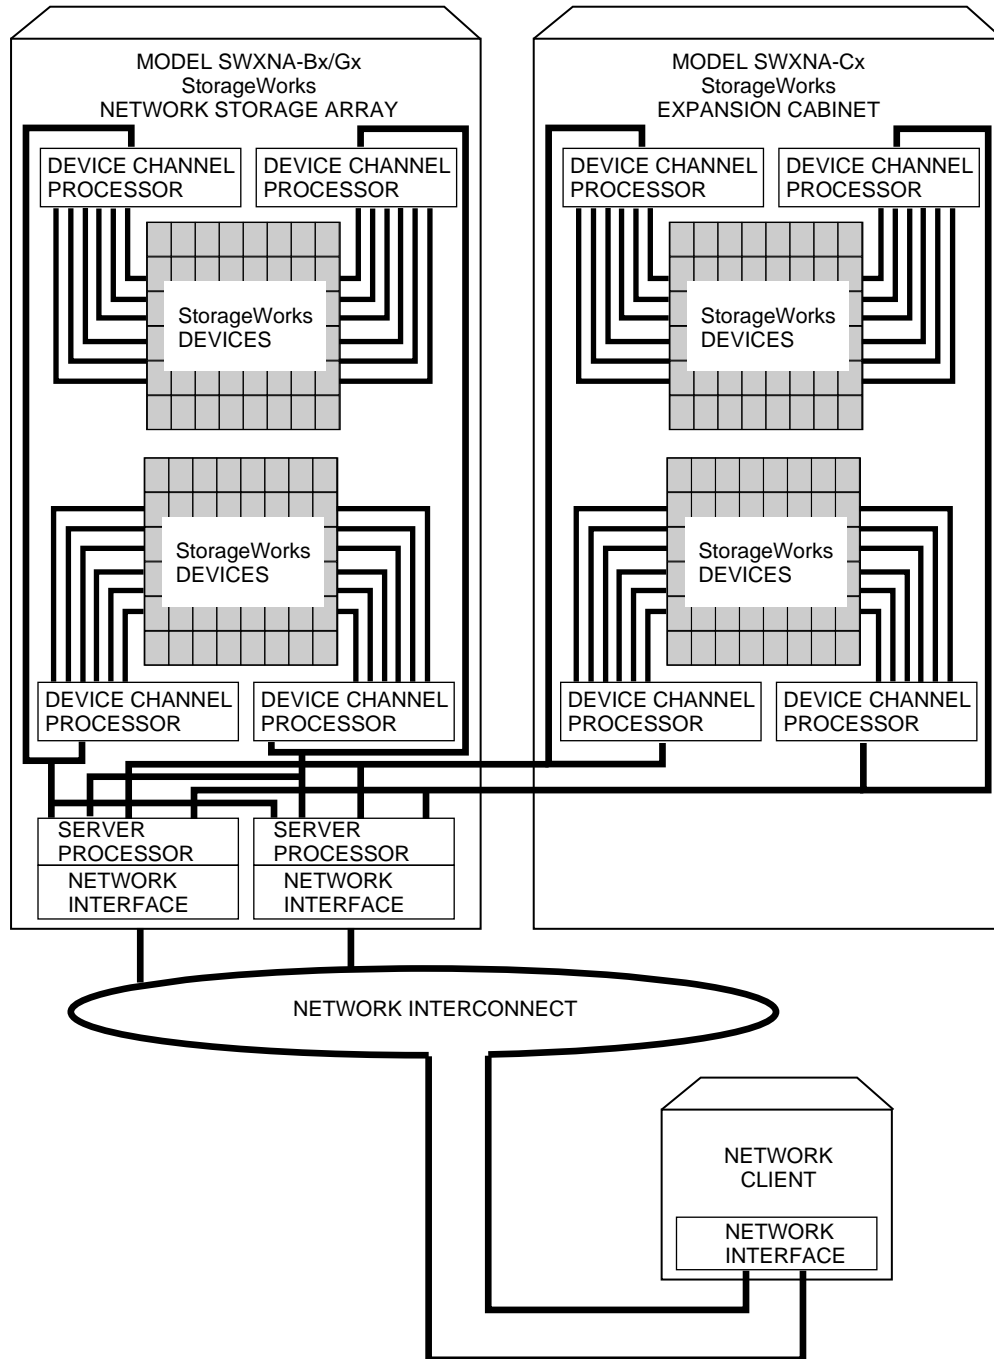 MODEL SWXNA-Bx/Gx
StorageWorks
NETWORK STORAGE ARRAY
DEVICE CHANNEL
PROCESSOR
DEVICE CHANNEL
PROCESSOR
StorageWorks
DEVICES
StorageWorks
DEVICES
DEVICE CHANNEL
PROCESSOR
DEVICE CHANNEL
PROCESSOR
SERVER
PROCESSOR
NETWORK
INTERFACE
SERVER
PROCESSOR
NETWORK
INTERFACE
MODEL SWXNA-Cx
StorageWorks
EXPANSION CABINET
DEVICE CHANNEL
PROCESSOR
DEVICE CHANNEL
PROCESSOR
StorageWorks
DEVICES
StorageWorks
DEVICES
DEVICE CHANNEL
PROCESSOR
DEVICE CHANNEL
PROCESSOR
NETWORK INTERCONNECT
NETWORK
CLIENT
NETWORK
INTERFACE